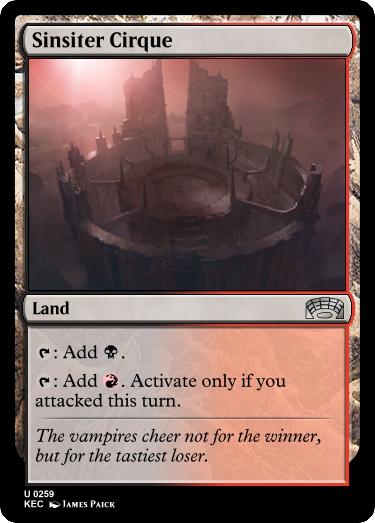 Sinsiter Cirque
Land
: Add .
: Add . Activate only if you
attacked this turn.
The vampires cheer not for the winner,
but for the tastiest loser.
U 0259
KEC James Paick